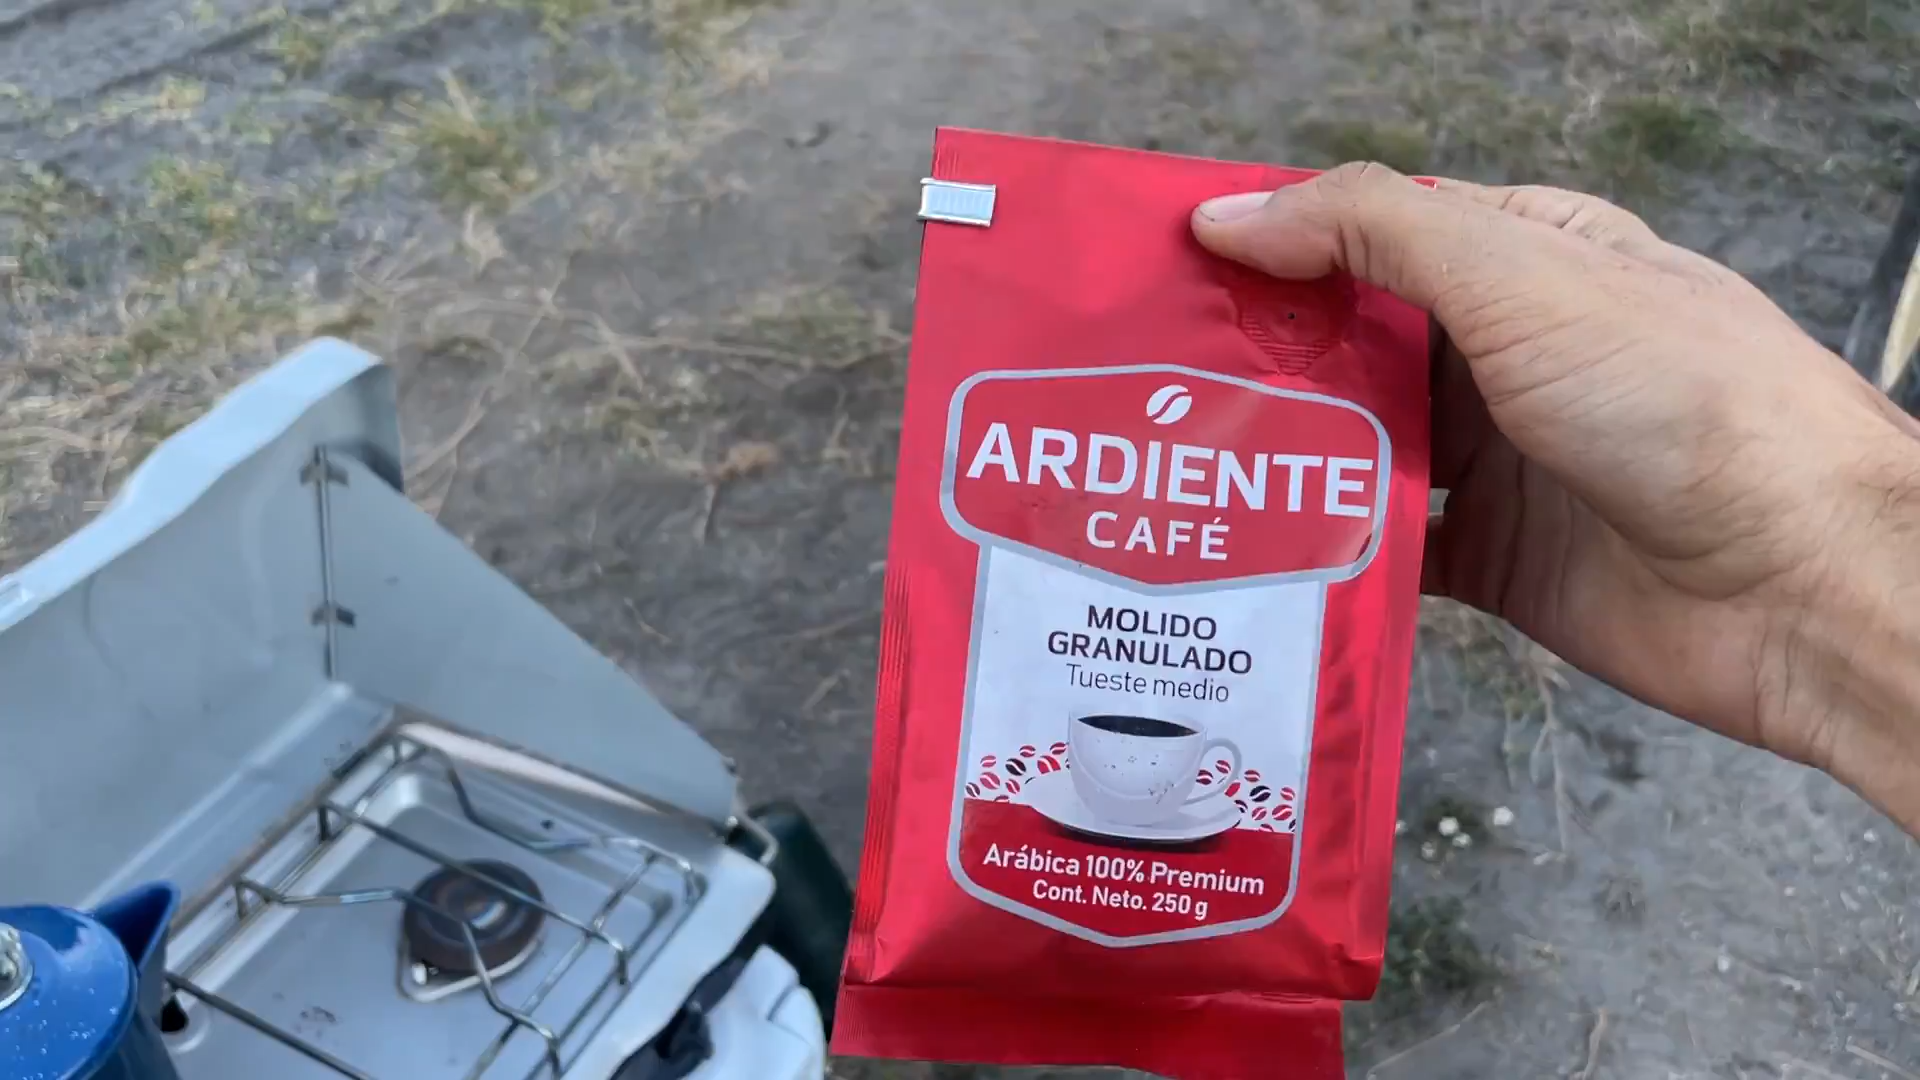 ARDIENTE
CAFÉ
MOLIDO
GRANULADO
Tueste medio
Arábica 100% Premium
Cont. Neto. 250 g